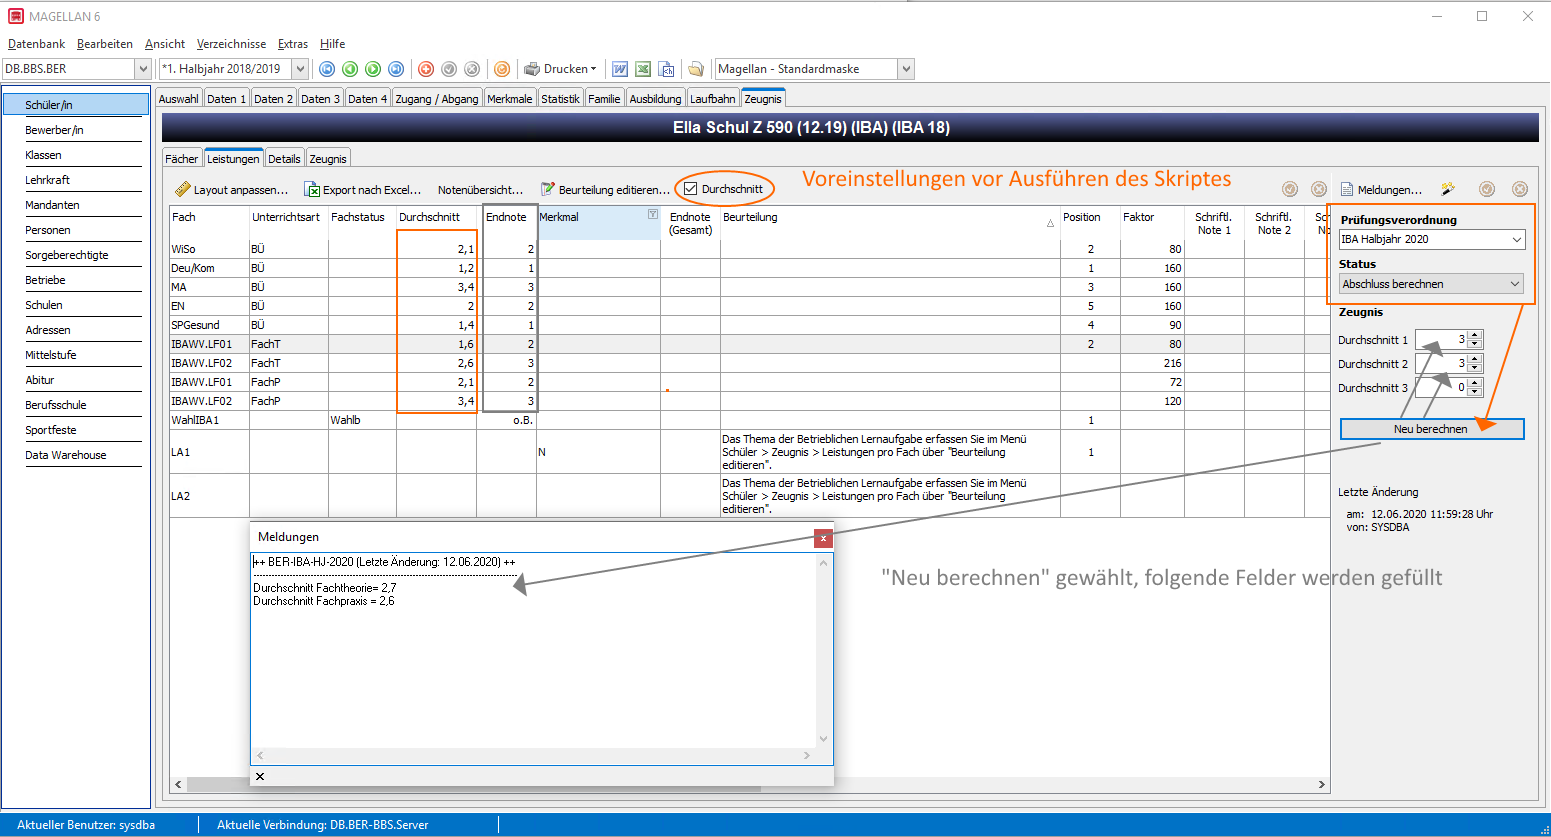 MAGELLAN 6
Datenbank Bearbeiten Ansicht Verzeichnisse Extras Hilfe
DB.BBS.BER *1. Halbjahr 2018/2019 Drucken Magellan - Standardmaske
Schüler/in
Bewerber/in
Klassen
Lehrkraft
Mandanten
Personen
Sorgeberechtigte
Betriebe
Schulen
Adressen
Mittelstufe
Abitur
Berufsschule
Sportfeste
Data Warehouse
Auswahl Daten 1 Daten 2 Daten 3 Daten 4 Zugang / Abgang Merkmale Statistik Familie Ausbildung Laufbahn Zeugnis
Ella Schul Z 590 (12.19) (IBA) (IBA 18)
Fächer Leistungen Details Zeugnis
Layout anpassen... Export nach Excel... Notenübersicht... Beurteilung editieren... Durchschnitt
Voreinstellungen vor Ausführen des Skriptes
Meldungen...
Fach Unterrichtsart Fachstatus Durchschnitt Endnote Merkmal Endnote (Gesamt) Beurteilung Position Faktor Schriftl. Note 1 Schriftl. Note 2 Sc No
WiSo BÜ 2,1 2 2 80
Deu/Kom BÜ 1,2 1 1 160
MA BÜ 3,4 3 3 160
EN BÜ 2 2 5 160
SPGesund BÜ 1,4 1 4 90
IBAWV.LF01 FachT 1,6 2 2 80
IBAWV.LF02 FachT 2,6 3 216
IBAWV.LF01 FachP 2,1 2 72
IBAWV.LF02 FachP 3,4 3 120
WahlIBA1 Wahlb o.B. 1
LA1 N 1
Das Thema der Betrieblichen Lernaufgabe erfassen Sie im Menü
Schüler > Zeugnis > Leistungen pro Fach über "Beurteilung
editieren".
LA2
Das Thema der Betrieblichen Lernaufgabe erfassen Sie im Menü
Schüler > Zeugnis > Leistungen pro Fach über "Beurteilung
editieren".
Prüfungsverordnung
IBA Halbjahr 2020
Status
Abschluss berechnen
Zeugnis
Durchschnitt 1 3
Durchschnitt 2 3
Durchschnitt 3 0
Neu berechnen
Letzte Änderung
am: 12.06.2020 11:59:28 Uhr
von: SYSDBA
Meldungen
x
++ BER-IBA-HJ-2020 (Letzte Änderung: 12.06.2020) ++
--------------------------------------------------------------------------------
Durchschnitt Fachtheorie= 2,7
Durchschnitt Fachpraxis = 2,6
"Neu berechnen" gewählt, folgende Felder werden gefüllt
Aktueller Benutzer: sysdba Aktuelle Verbindung: DB.BER-BBS.Server